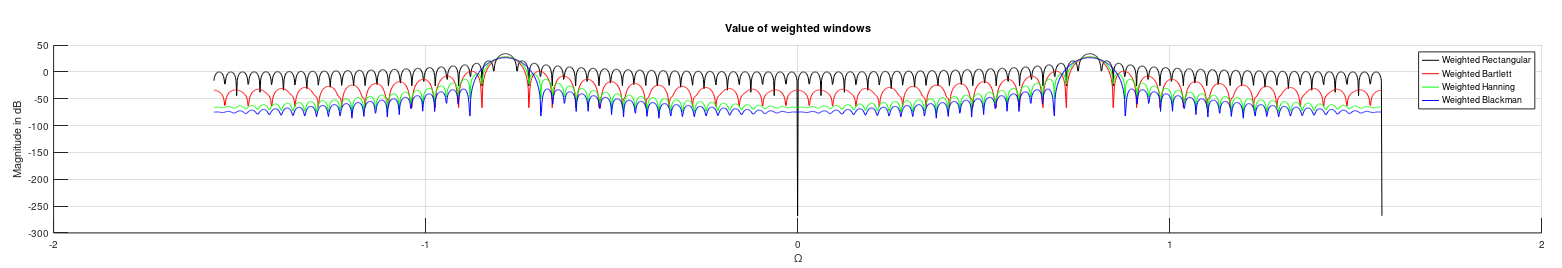 Value of weighted windows
Magnitude in dB
50
0
-50
-100
-150
-200
-250
-300
-2
-1
0
1
2
Ω
Weighted Rectangular
Weighted Bartlett
Weighted Hanning
Weighted Blackman